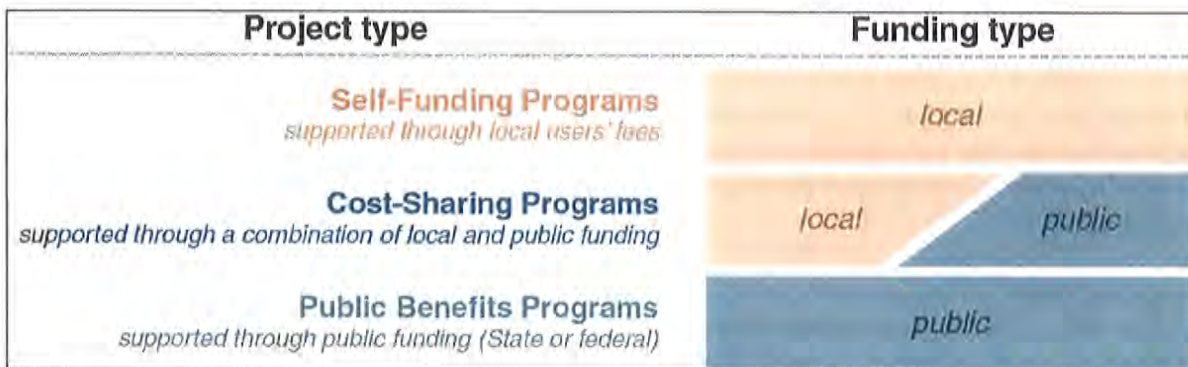 Project type Funding type
Self-Funding Programs
supported through local users' fees
local
Cost-Sharing Programs
supported through a combination of local and public funding
local public
Public Benefits Programs
supported through public funding (State or federal)
public